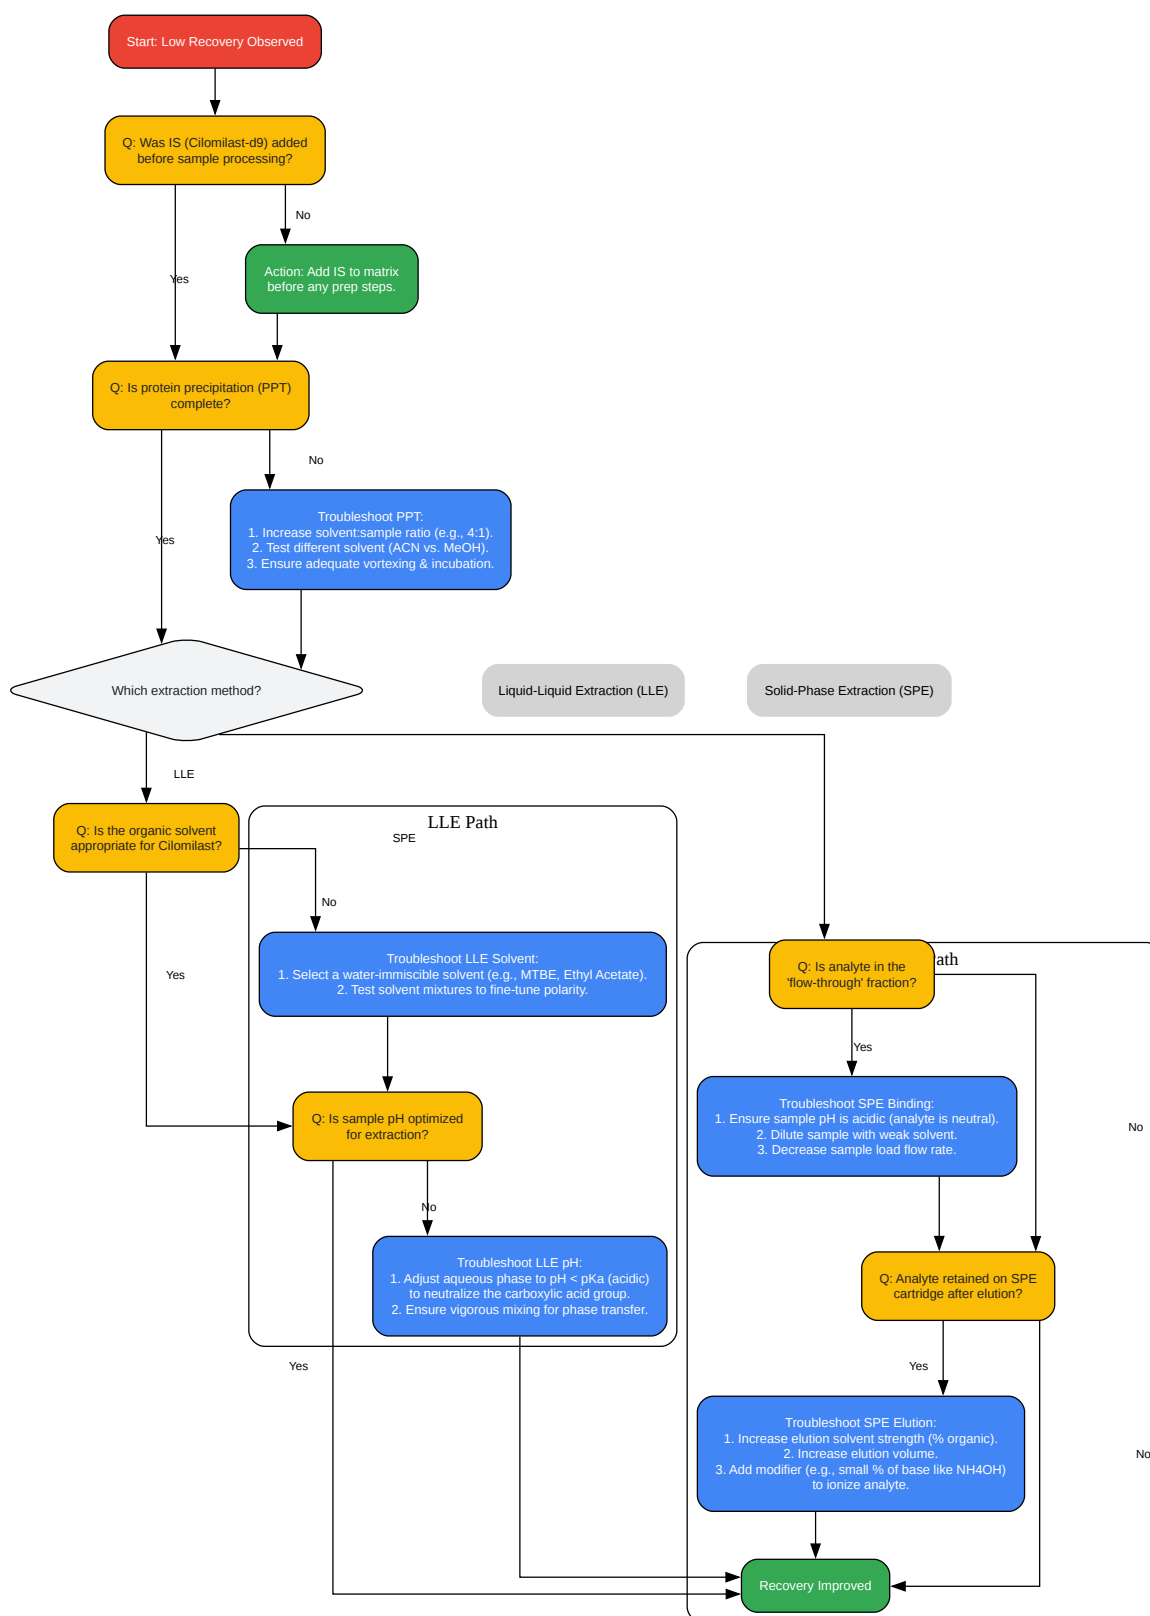 Start: Low Recovery Observed
Q: Was IS (Cilomilast-d9) added
before sample processing?
No
Yes
Action: Add IS to matrix
before any prep steps.
Q: Is protein precipitation (PPT)
complete?
No
Yes
Troubleshoot PPT:
1. Increase solvent:sample ratio (e.g., 4:1).
2. Test different solvent (ACN vs. MeOH).
3. Ensure adequate vortexing & incubation.
Which extraction method?
Liquid-Liquid Extraction (LLE)
Solid-Phase Extraction (SPE)
LLE
Q: Is the organic solvent
appropriate for Cilomilast?
LLE Path
SPE
No
Yes
Troubleshoot LLE Solvent:
1. Select a water-immiscible solvent (e.g., MTBE, Ethyl Acetate).
2. Test solvent mixtures to fine-tune polarity.
Q: Is analyte in the
'flow-through' fraction?
Yes
Q: Is sample pH optimized
for extraction?
Troubleshoot SPE Binding:
1. Ensure sample pH is acidic (analyte is neutral).
2. Dilute sample with weak solvent.
3. Decrease sample load flow rate.
No
No
Troubleshoot LLE pH:
1. Adjust aqueous phase to pH < pKa (acidic)
to neutralize the carboxylic acid group.
2. Ensure vigorous mixing for phase transfer.
Q: Analyte retained on SPE
cartridge after elution?
Yes
Yes
Troubleshoot SPE Elution:
1. Increase elution solvent strength (% organic).
2. Increase elution volume.
3. Add modifier (e.g., small % of base like NH4OH)
to ionize analyte.
No
Recovery Improved